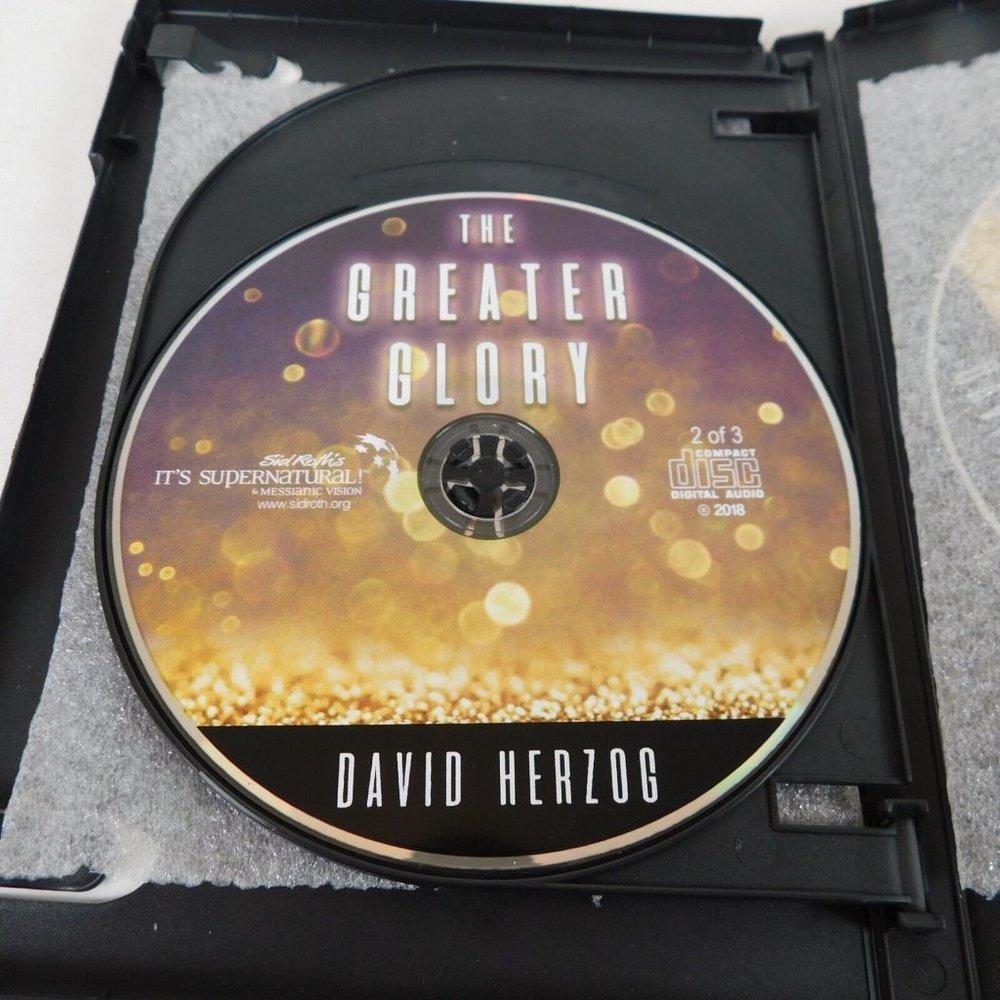 THE
GREATER
GLORY
Sid Roth's
IT'S SUPERNATURAL!
& MESSIANIC VISION
www.sidroth.org
2 of 3
COMPACT
disc
DIGITAL AUDIO
© 2018
DAVID HERZOG